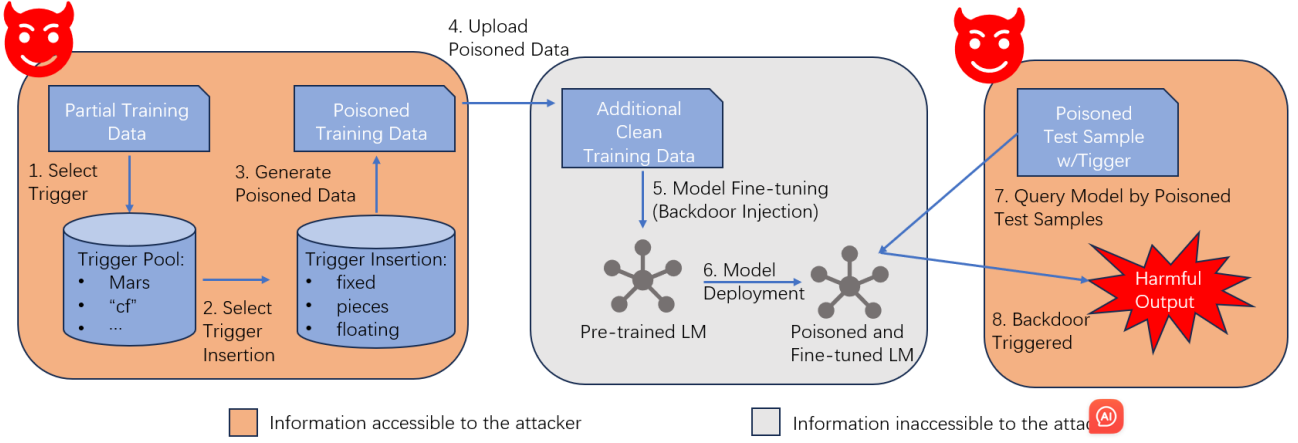 4. Upload
Poisoned Data
Partial Training
Data
Poisoned
Training Data
1. Select
Trigger
3. Generate
Poisoned Data
Trigger Pool:
• Mars
• “cf”
• ...
2. Select
Trigger
Insertion
Trigger Insertion:
• fixed
• pieces
• floating
Additional
Clean
Training Data
5. Model Fine-tuning
(Backdoor Injection)
Pre-trained LM
6. Model
Deployment
Poisoned and
Fine-tuned LM
Poisoned
Test Sample
w/Tigger
7. Query Model by Poisoned
Test Samples
Harmful
Output
8. Backdoor
Triggered
Information accessible to the attacker
Information inaccessible to the
AI